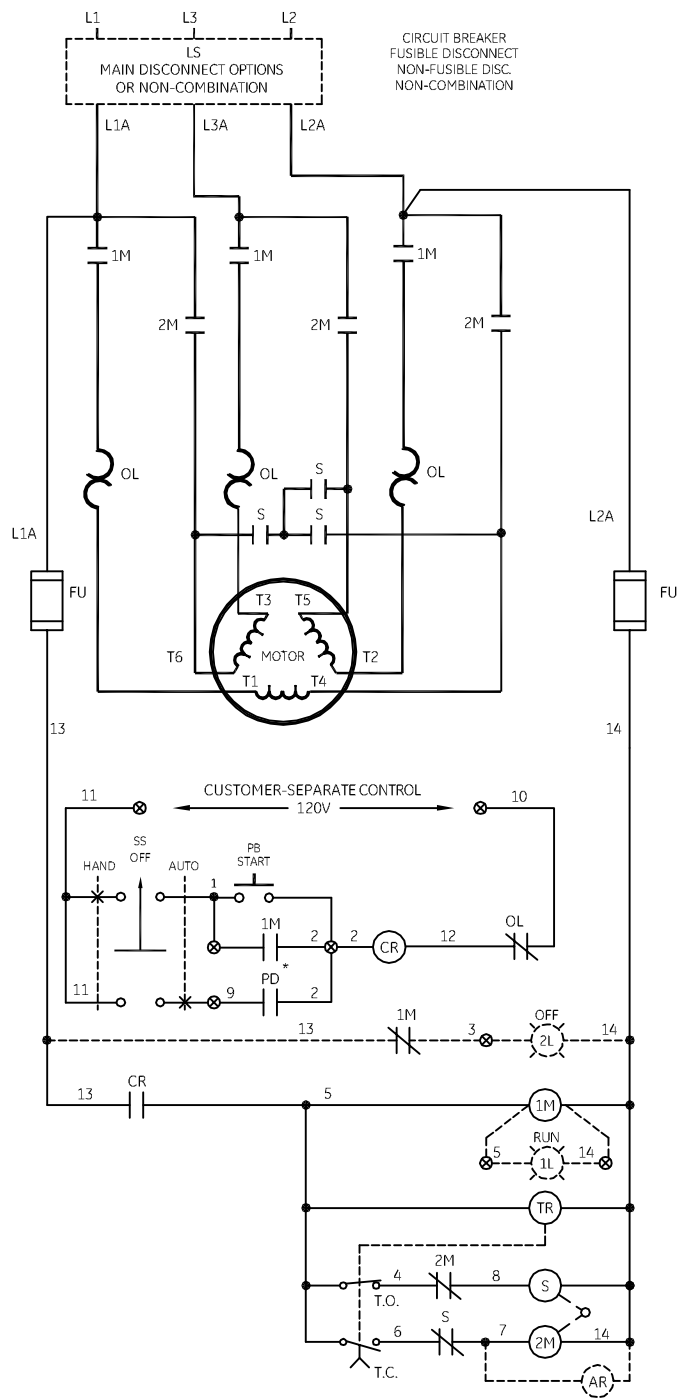 L1 L3 L2
LS
MAIN DISCONNECT OPTIONS
OR NON-COMBINATION
CIRCUIT BREAKER
FUSIBLE DISCONNECT
NON-FUSIBLE DISC.
NON-COMBINATION
L1A L3A L2A
1M 1M 1M
2M 2M 2M
OL OL OL
S
S S
L1A L2A
FU FU
T3 T5
T6 MOTOR T2
T1 T4
13 14
CUSTOMER-SEPARATE CONTROL
11 120V 10
SS
OFF
PB
START
HAND AUTO
1
1M 2 2 CR 12 OL
*
PD
11 9 2
1M OFF
13 3 2L 14
CR
13 5 1M
RUN
5 1L 14
TR
2M
4 8 S
T.O.
S
6 7 2M 14
T.C.
AR